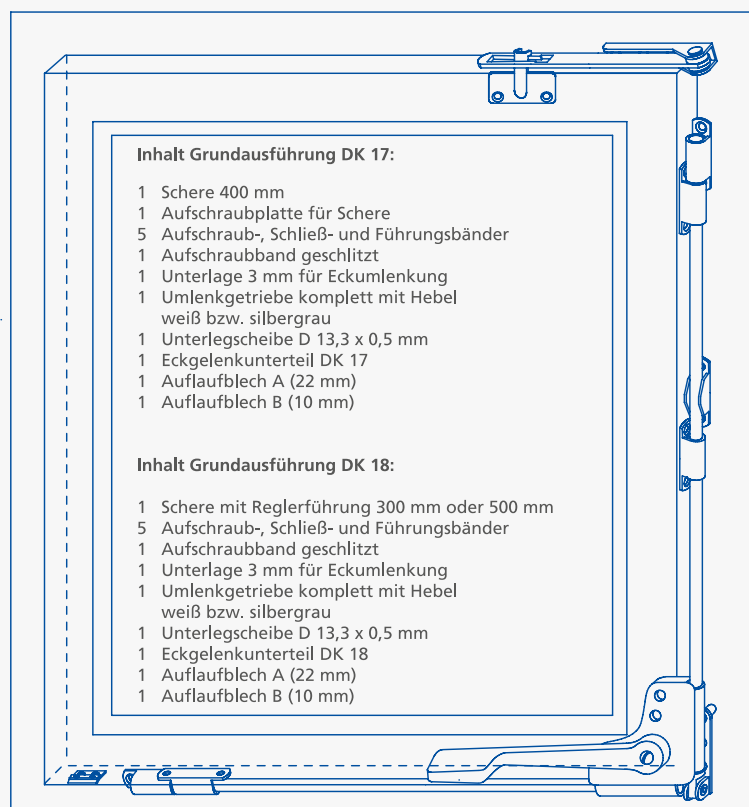 Inhalt Grundausführung DK 17:
1 Schere 400 mm
1 Aufschraubplatte für Schere
5 Aufschraub-, Schließ- und Führungsbänder
1 Aufschraubband geschlitzt
1 Unterlage 3 mm für Eckumlenkung
1 Umlenkgetriebe komplett mit Hebel
weiß bzw. silbergrau
1 Unterlegscheibe D 13,3 x 0,5 mm
1 Eckgelenkunterteil DK 17
1 Auflaufblech A (22 mm)
1 Auflaufblech B (10 mm)
Inhalt Grundausführung DK 18:
1 Schere mit Reglerführung 300 mm oder 500 mm
5 Aufschraub-, Schließ- und Führungsbänder
1 Aufschraubband geschlitzt
1 Unterlage 3 mm für Eckumlenkung
1 Umlenkgetriebe komplett mit Hebel
weiß bzw. silbergrau
1 Unterlegscheibe D 13,3 x 0,5 mm
1 Eckgelenkunterteil DK 18
1 Auflaufblech A (22 mm)
1 Auflaufblech B (10 mm)